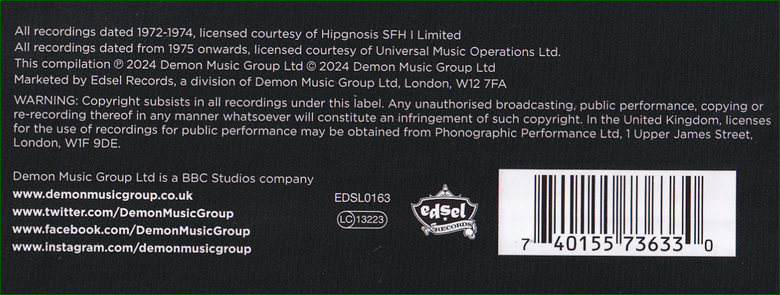 All recordings dated 1972-1974, licensed courtesy of Hipgnosis SFH I Limited
All recordings dated from 1975 onwards, licensed courtesy of Universal Music Operations Ltd.
This compilation ℗ 2024 Demon Music Group Ltd © 2024 Demon Music Group Ltd
Marketed by Edsel Records, a division of Demon Music Group Ltd, London, W12 7FA
WARNING: Copyright subsists in all recordings under this label. Any unauthorised broadcasting, public performance, copying or
re-recording thereof in any manner whatsoever will constitute an infringement of such copyright. In the United Kingdom, licenses
for the use of recordings for public performance may be obtained from Phonographic Performance Ltd, 1 Upper James Street,
London, W1F 9DE.
Demon Music Group Ltd is a BBC Studios company
www.demonmusicgroup.co.uk
www.twitter.com/DemonMusicGroup
www.facebook.com/DemonMusicGroup
www.instagram.com/demonmusicgroup
EDSL0163
LC 13223
edsel
RECORDS
7 40155 73633 0